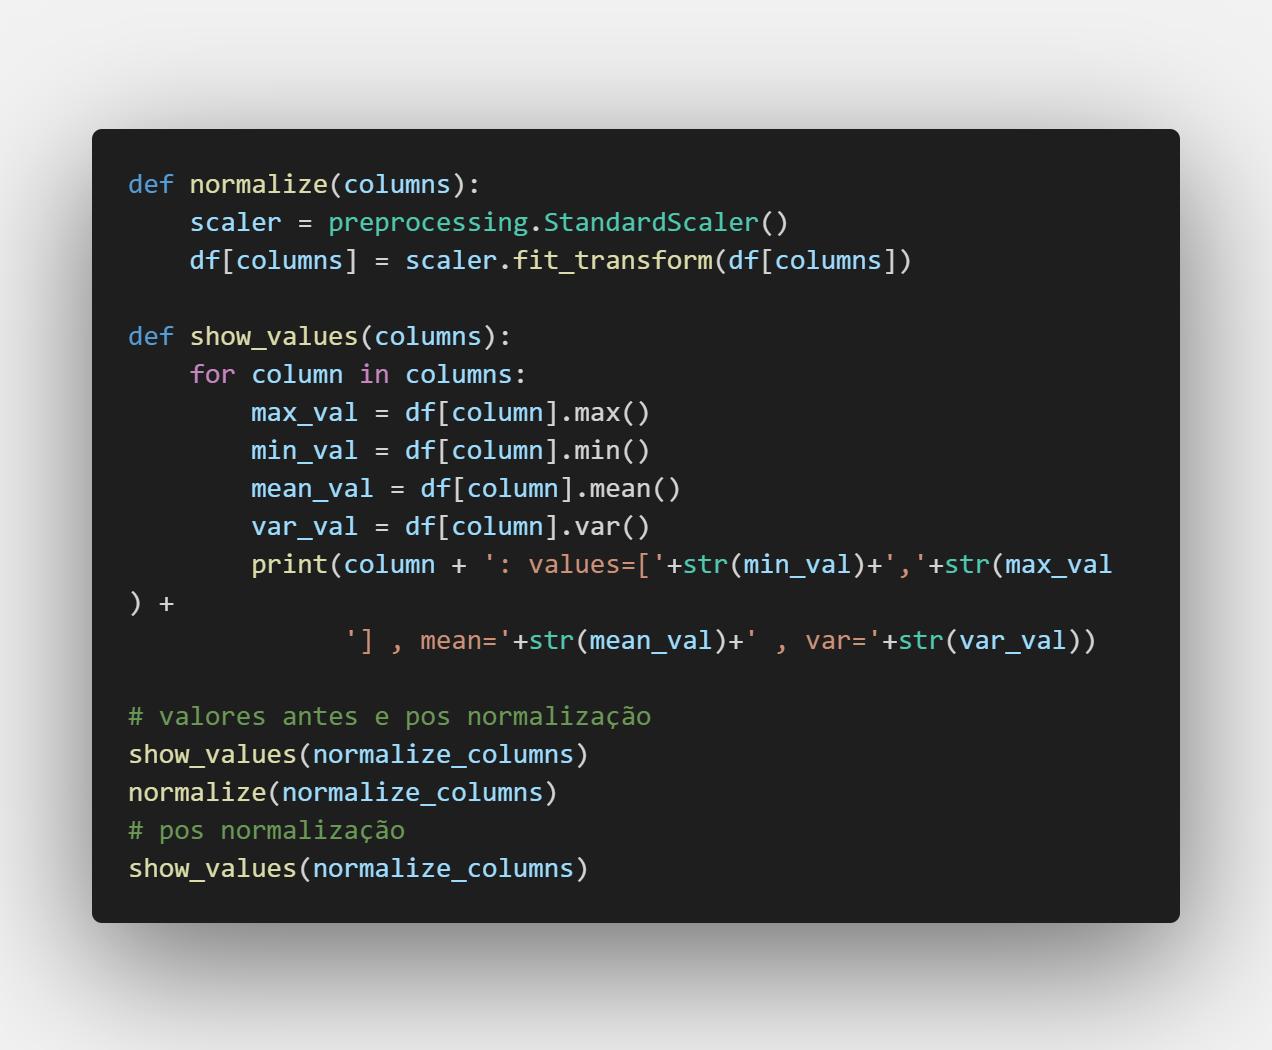 def normalize(columns):
    scaler = preprocessing.StandardScaler()
    df[columns] = scaler.fit_transform(df[columns])

def show_values(columns):
    for column in columns:
        max_val = df[column].max()
        min_val = df[column].min()
        mean_val = df[column].mean()
        var_val = df[column].var()
        print(column + ': values=['+str(min_val)+','+str(max_val
) +
              '] , mean='+str(mean_val)+' , var='+str(var_val))

# valores antes e pos normalização
show_values(normalize_columns)
normalize(normalize_columns)
# pos normalização
show_values(normalize_columns)